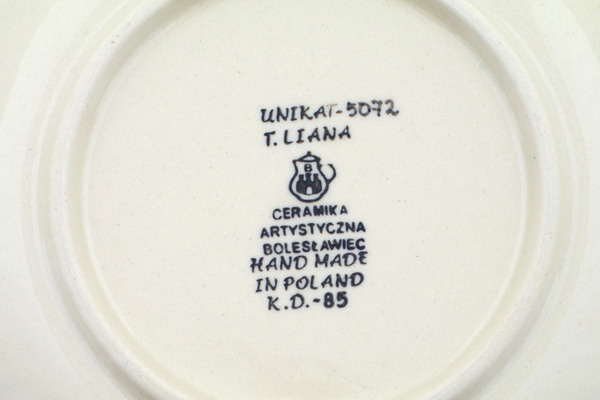 UNIKAT-5072
T. LIANA
B
CERAMIKA
ARTYSTYCZNA
BOLESŁAWIEC
HAND MADE
IN POLAND
K.D.-85